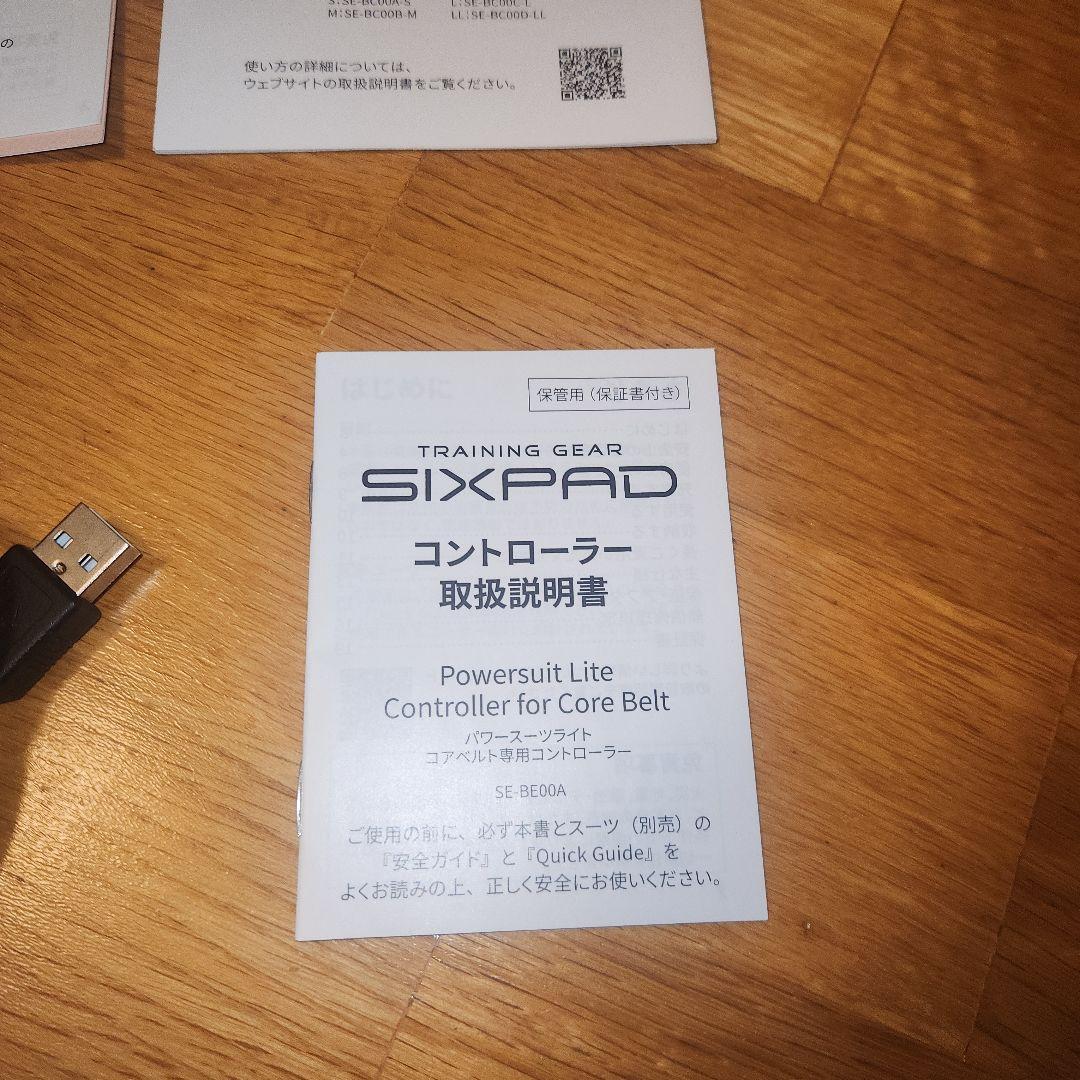 の
S：SE-BC00A-S
L：SE-BC00C-L
M：SE-BC00B-M
LL：SE-BC00D-LL
使い方の詳細については、
ウェブサイトの取扱説明書をご覧ください。
保管用（保証書付き）
TRAINING GEAR
SIXPAD
コントローラー
取扱説明書
Powersuit Lite
Controller for Core Belt
パワースーツライト
コアベルト専用コントローラー
SE-BE00A
ご使用の前に、必ず本書とスーツ（別売）の
『安全ガイド』と『Quick Guide』を
よくお読みの上、正しく安全にお使いください。